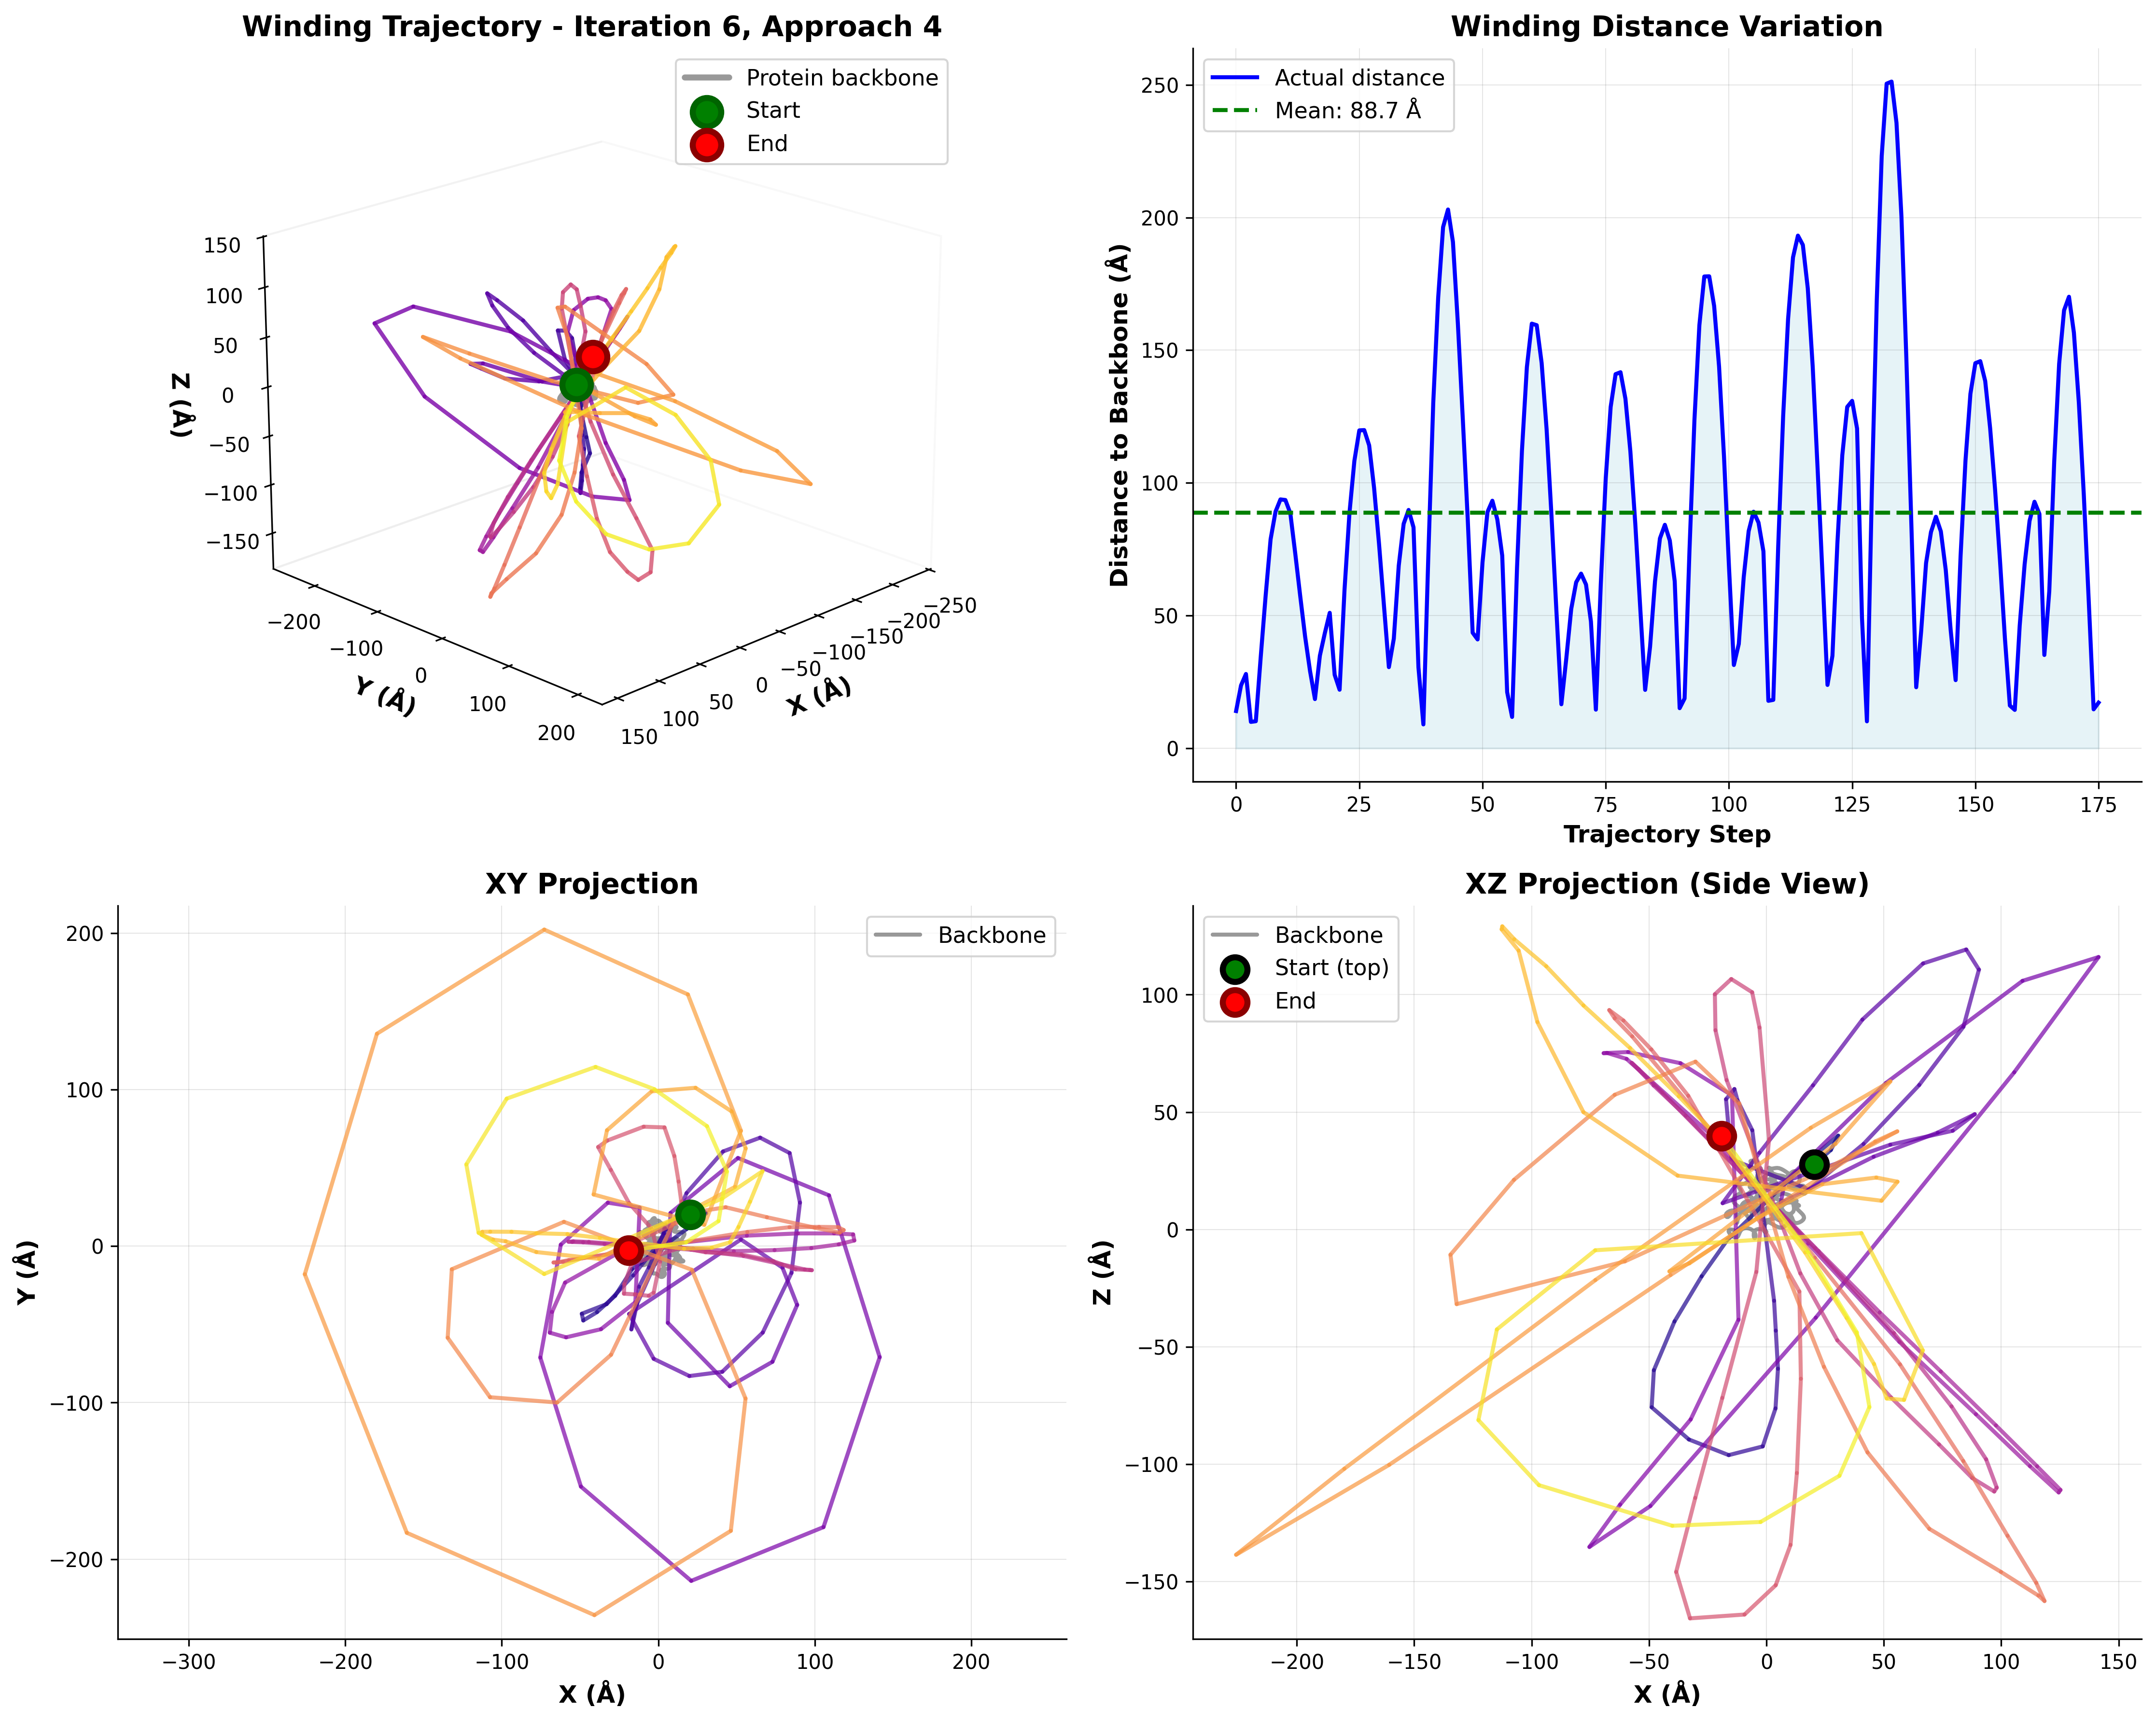 Winding Trajectory - Iteration 6, Approach 4
Protein backbone
Start
End
150
100
50
0
−50
−100
−150
Z (Å)
−200
−100
0
100
200
Y (Å)
150
100
50
0
−50
−100
−150
−200
−250
X (Å)
Winding Distance Variation
Actual distance
Mean: 88.7 Å
250
200
150
100
50
0
Distance to Backbone (Å)
0
25
50
75
100
125
150
175
Trajectory Step
XY Projection
Backbone
200
100
0
−100
−200
Y (Å)
−300
−200
−100
0
100
200
X (Å)
XZ Projection (Side View)
Backbone
Start (top)
End
100
50
0
−50
−100
−150
Z (Å)
−200
−150
−100
−50
0
50
100
150
X (Å)